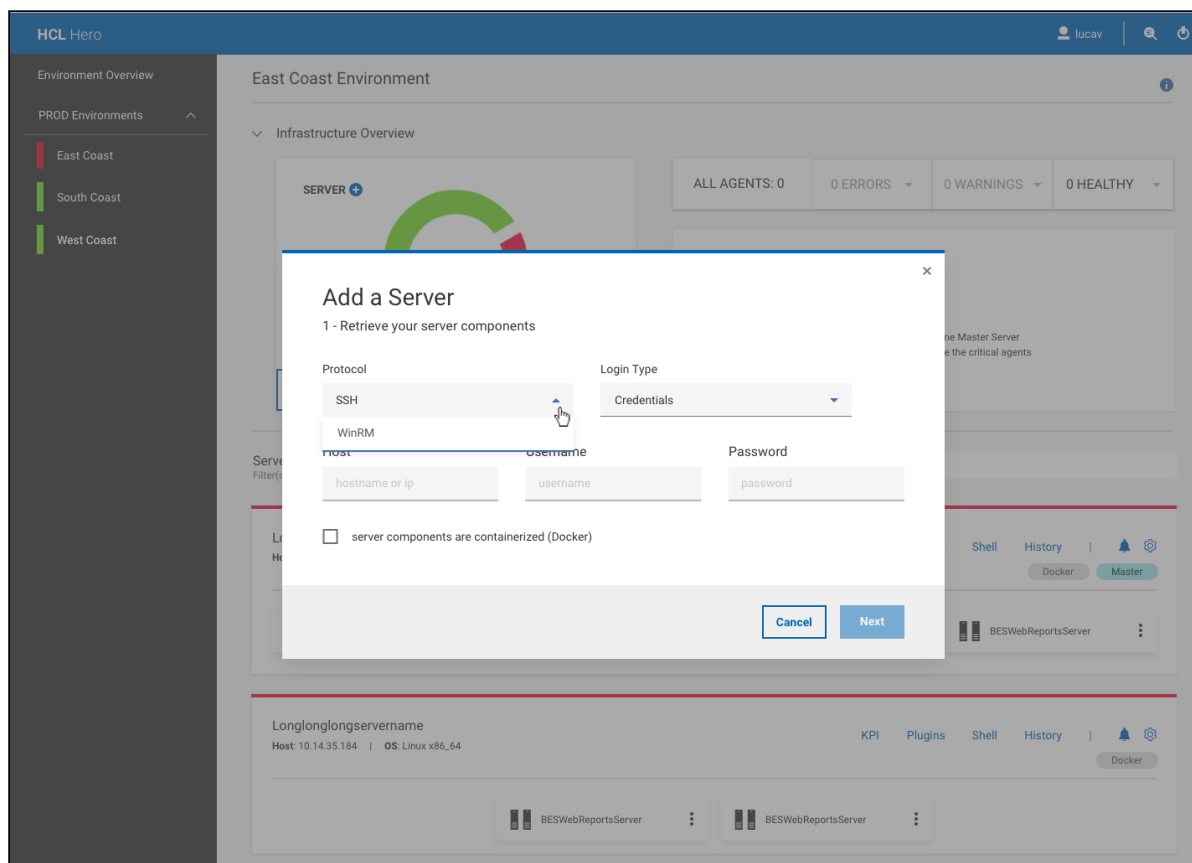 HCL Hero
lucav
Environment Overview
PROD Environments
East Coast
South Coast
West Coast
East Coast Environment
Infrastructure Overview
SERVER
ALL AGENTS: 0
0 ERRORS
0 WARNINGS
0 HEALTHY
Master Server
the critical agents
Add a Server
1 - Retrieve your server components
Protocol
Login Type
SSH
Credentials
WinRM
Host
Username
Password
hostname or ip
username
password
server components are containerized (Docker)
Cancel
Next
Shell
History
|
Docker
Master
BESWebReportsServer
Longlonglongservername
Host: 10.14.35.184 | OS: Linux x86_64
KPI
Plugins
Shell
History
|
Docker
BESWebReportsServer
BESWebReportsServer